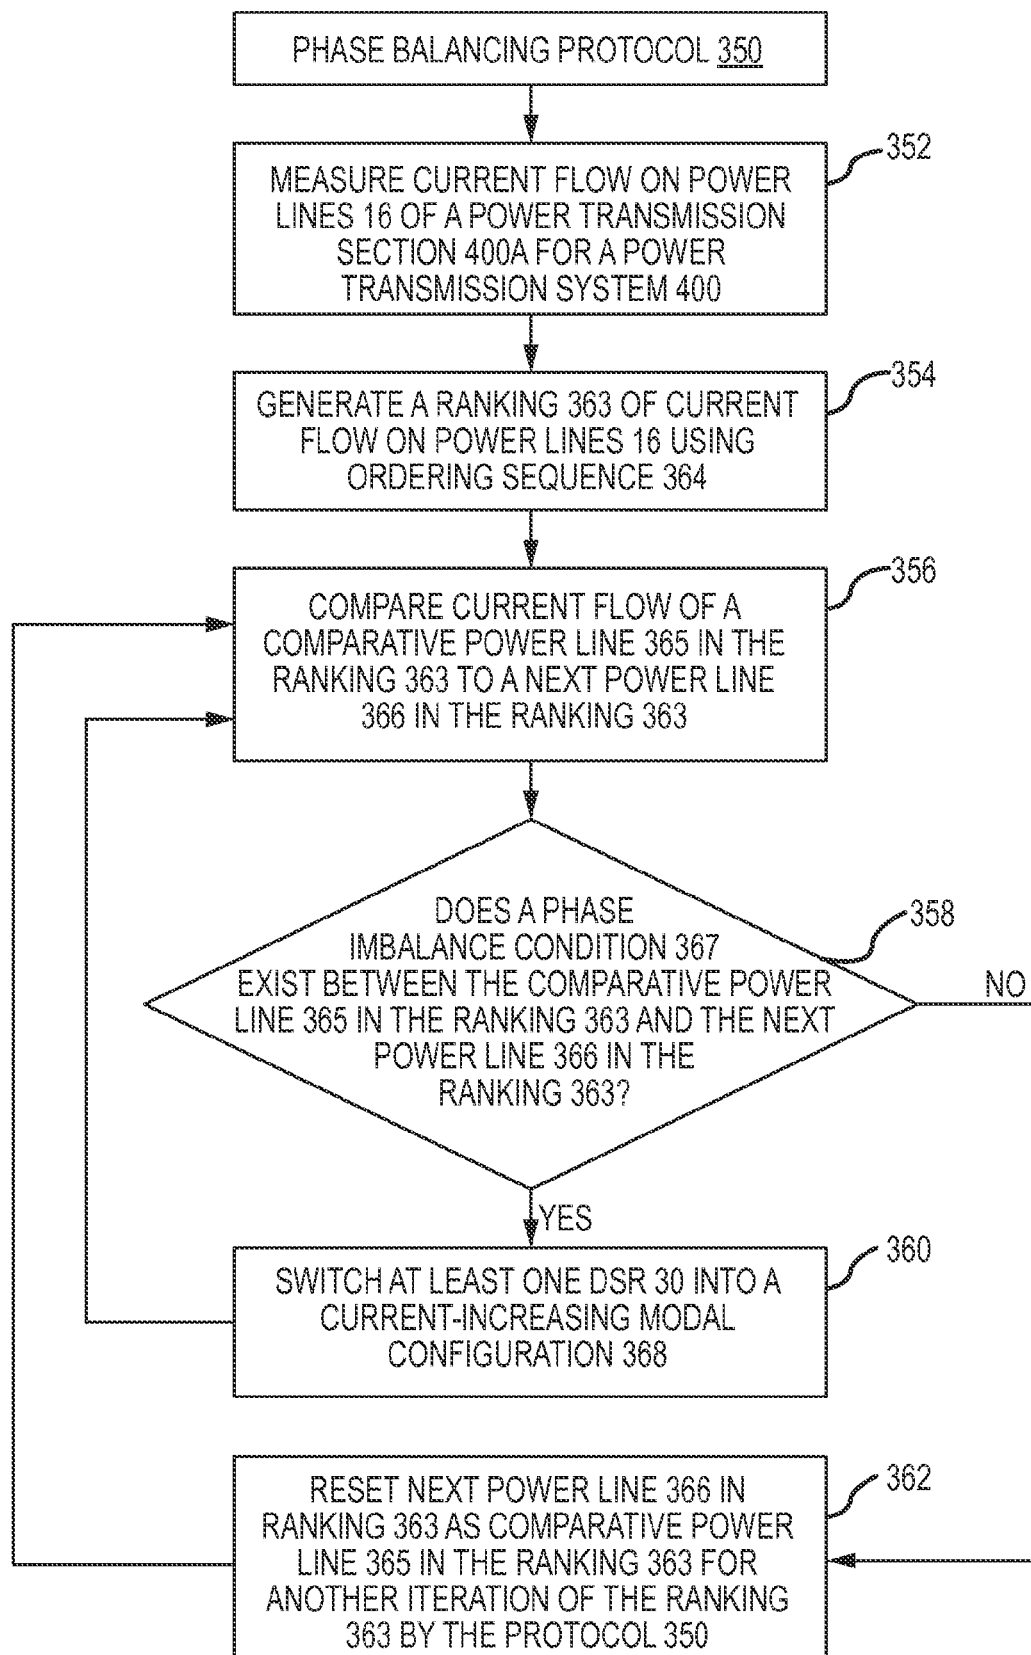 PHASE BALANCING PROTOCOL 350
352
MEASURE CURRENT FLOW ON POWER
LINES 16 OF A POWER TRANSMISSION
SECTION 400A FOR A POWER
TRANSMISSION SYSTEM 400
354
GENERATE A RANKING 363 OF CURRENT
FLOW ON POWER LINES 16 USING
ORDERING SEQUENCE 364
356
COMPARE CURRENT FLOW OF A
COMPARATIVE POWER LINE 365 IN THE
RANKING 363 TO A NEXT POWER LINE
366 IN THE RANKING 363
358
DOES A PHASE
IMBALANCE CONDITION 367
EXIST BETWEEN THE COMPARATIVE POWER
LINE 365 IN THE RANKING 363 AND THE NEXT
POWER LINE 366 IN THE
RANKING 363?
NO
YES
360
SWITCH AT LEAST ONE DSR 30 INTO A
CURRENT-INCREASING MODAL
CONFIGURATION 368
362
RESET NEXT POWER LINE 366 IN
RANKING 363 AS COMPARATIVE POWER
LINE 365 IN THE RANKING 363 FOR
ANOTHER ITERATION OF THE RANKING
363 BY THE PROTOCOL 350